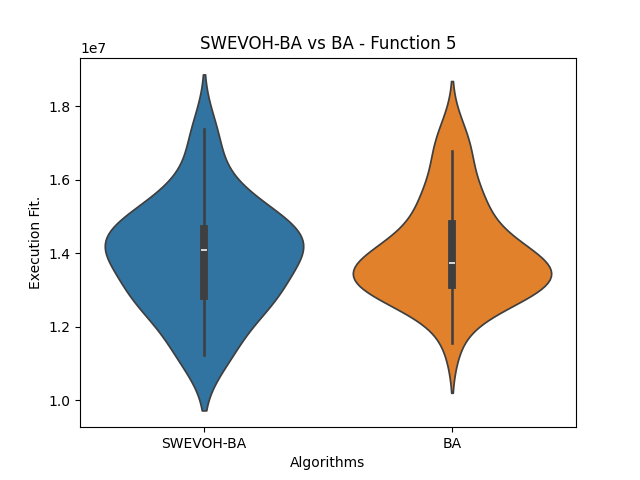 SWEVOH-BA vs BA - Function 5
1e7
1.8
1.6
1.4
1.2
1.0
Execution Fit.
SWEVOH-BA BA
Algorithms